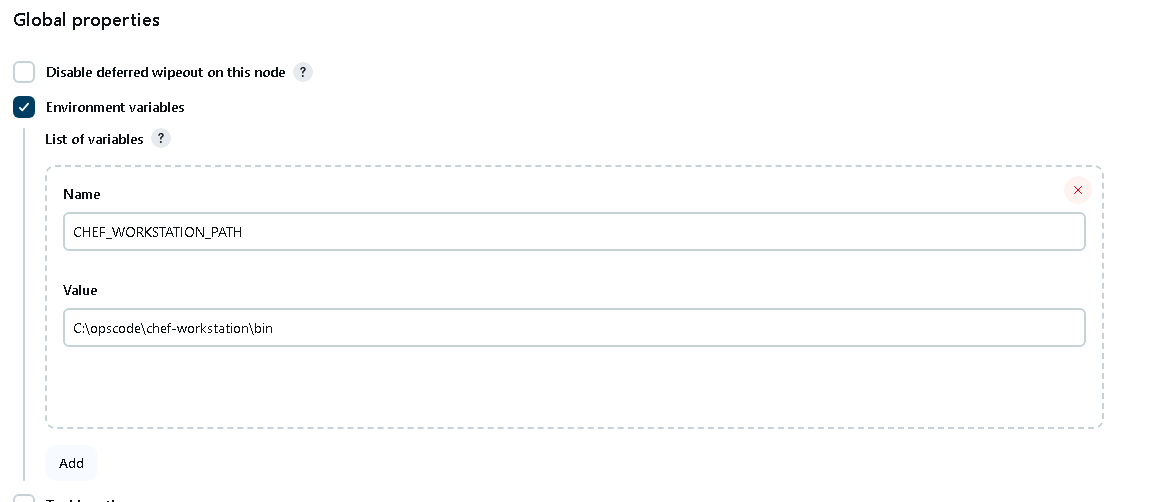 Global properties
Disable deferred wipeout on this node ?
Environment variables
List of variables ?
Name
CHEF_WORKSTATION_PATH
Value
C:\opscode\chef-workstation\bin
Add